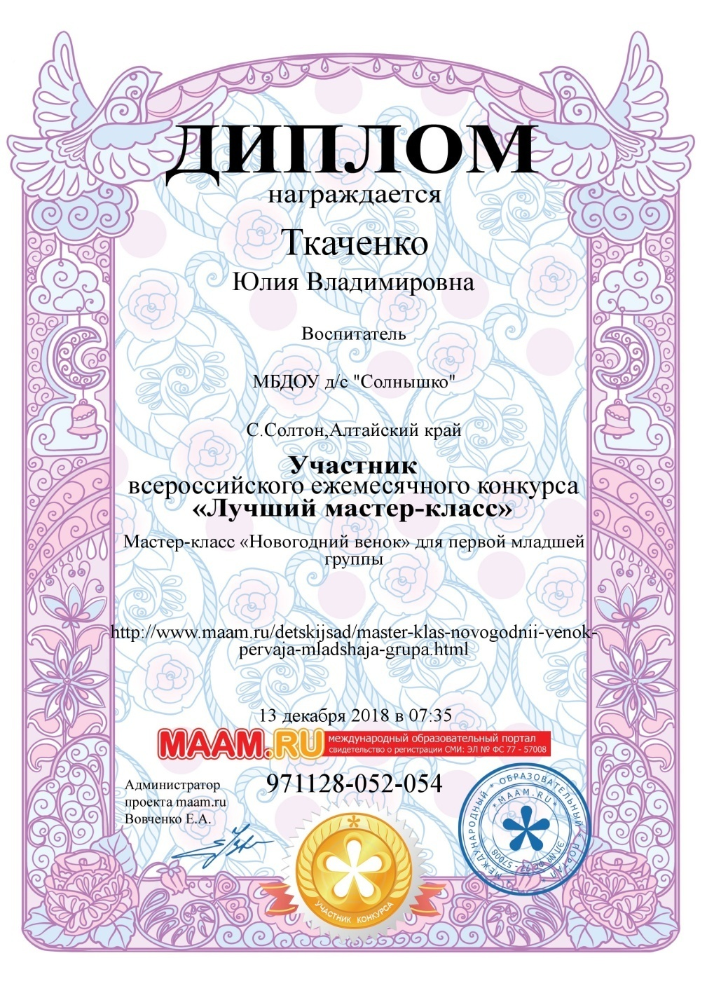 ДИПЛОМ
награждается
Ткаченко
Юлия Владимировна
Воспитатель
МБДОУ д/с "Солнышко"
С.Солтон,Алтайский край
Участник
всероссийского ежемесячного конкурса
«Лучший мастер-класс»
Мастер-класс «Новогодний венок» для первой младшей
группы
http://www.maam.ru/detskijsad/master-klas-novogodnii-venok-
pervaja-mladshaja-grupa.html
13 декабря 2018 в 07:35
MAAM.RU
международный образовательный портал
свидетельство о регистрации СМИ: ЭЛ № ФС 77 - 57008
971128-052-054
Администратор
проекта maam.ru
Вовченко Е.А.
УЧАСТНИК КОНКУРСА
МЕЖДУНАРОДНЫЙ * ОБРАЗОВАТЕЛЬНЫЙ * ПОРТАЛ *
* MAAM.RU *
ЭЛ № ФС 77 - 57008